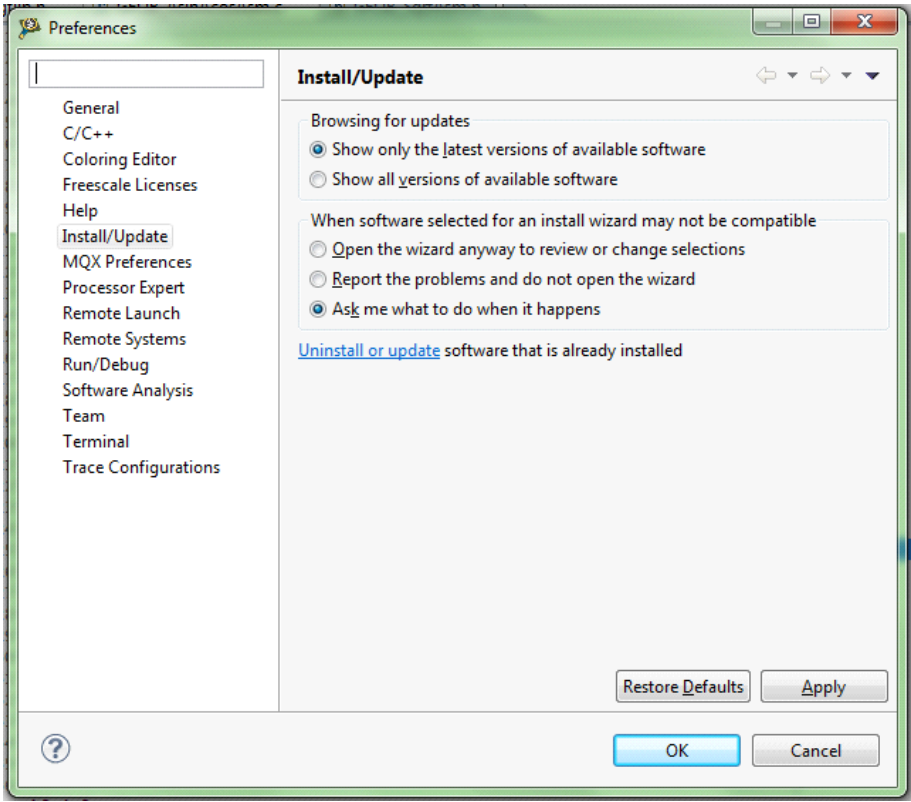 Preferences
Install/Update
General
C/C++
Coloring Editor
Freescale Licenses
Help
Install/Update
MQX Preferences
Processor Expert
Remote Launch
Remote Systems
Run/Debug
Software Analysis
Team
Terminal
Trace Configurations
Browsing for updates
Show only the latest versions of available software
Show all versions of available software
When software selected for an install wizard may not be compatible
Open the wizard anyway to review or change selections
Report the problems and do not open the wizard
Ask me what to do when it happens
Uninstall or update software that is already installed
Restore Defaults
Apply
?
OK
Cancel